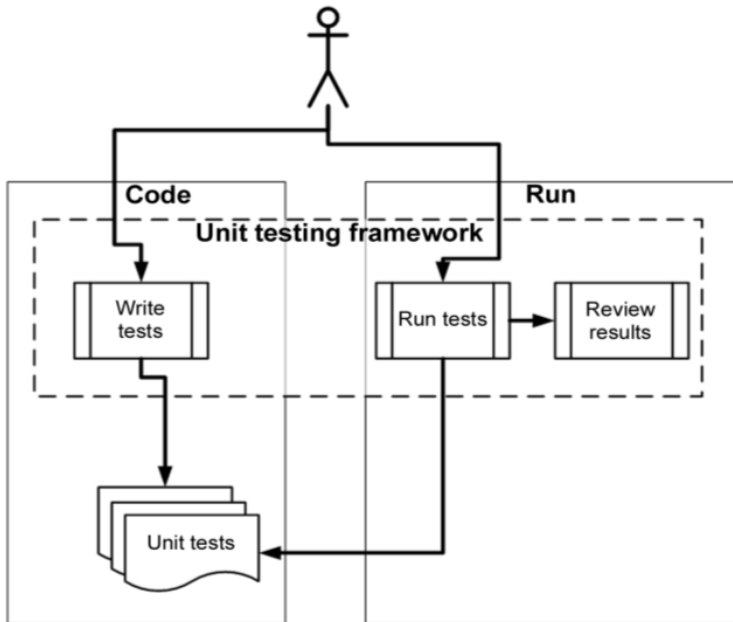 Code
Run
Unit testing framework
Write
tests
Run tests
Review
results
Unit tests